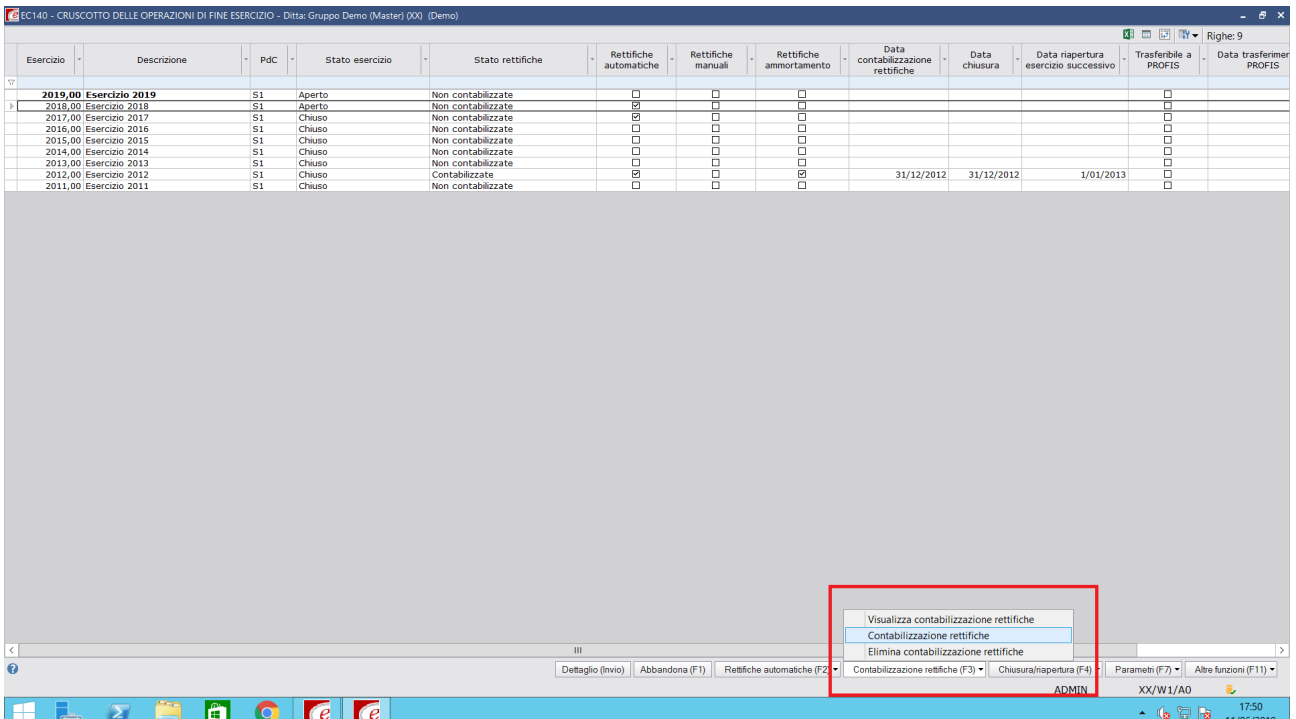 EC140 - CRUSCOTTO DELLE OPERAZIONI DI FINE ESERCIZIO - Ditta: Gruppo Demo (Master) (XX) (Demo)
Righe: 9
Esercizio Descrizione PdC Stato esercizio Stato rettifiche Rettifiche automatiche Rettifiche manuali Rettifiche ammortamento Data contabilizzazione rettifiche Data chiusura Data riapertura esercizio successivo Trasferibile a PROFIS Data trasferimen PROFIS
2019,00 Esercizio 2019 S1 Aperto Non contabilizzate
2018,00 Esercizio 2018 S1 Aperto Non contabilizzate
2017,00 Esercizio 2017 S1 Chiuso Non contabilizzate
2016,00 Esercizio 2016 S1 Chiuso Non contabilizzate
2015,00 Esercizio 2015 S1 Chiuso Non contabilizzate
2014,00 Esercizio 2014 S1 Chiuso Non contabilizzate
2013,00 Esercizio 2013 S1 Chiuso Non contabilizzate
2012,00 Esercizio 2012 S1 Chiuso Contabilizzate 31/12/2012 31/12/2012 1/01/2013
2011,00 Esercizio 2011 S1 Chiuso Non contabilizzate
Visualizza contabilizzazione rettifiche
Contabilizzazione rettifiche
Elimina contabilizzazione rettifiche
Dettaglio (Invio) Abbandona (F1) Rettifiche automatiche (F2) Contabilizzazione rettifiche (F3) Chiusura/riapertura (F4) Parametri (F7) Altre funzioni (F11)
ADMIN XX/W1/A0
17:50